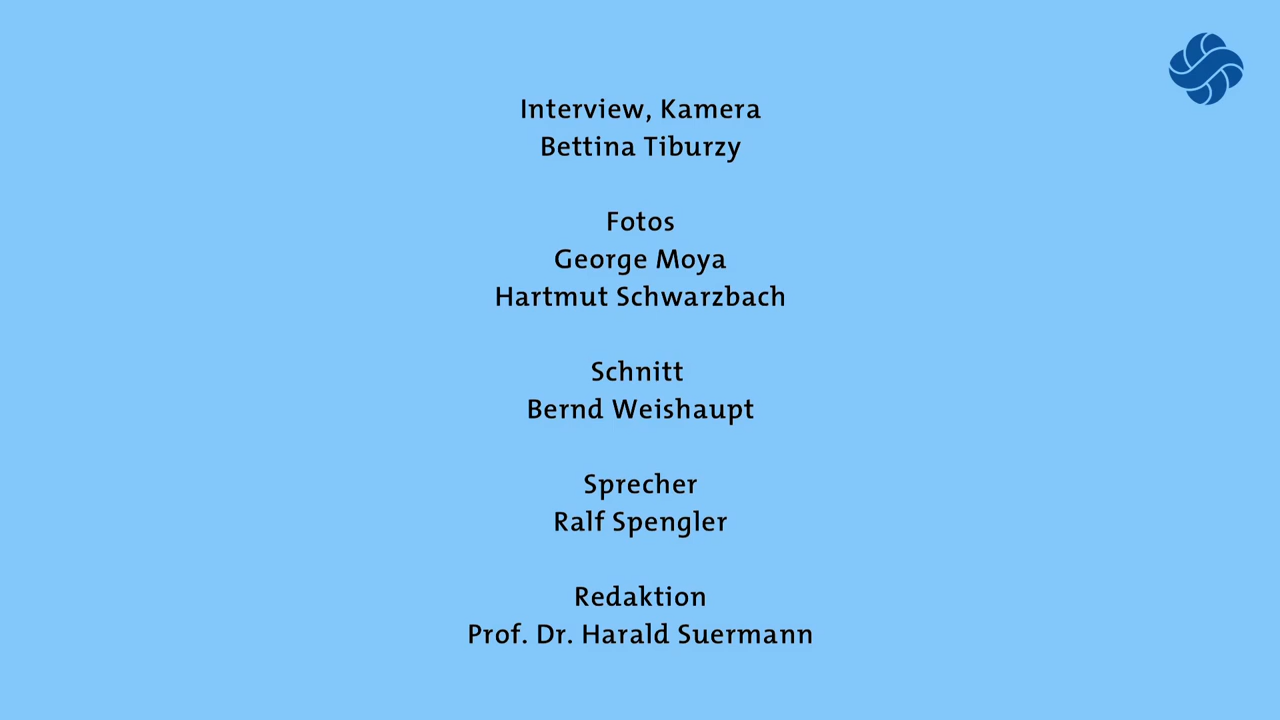 Interview, Kamera
Bettina Tiburzy
Fotos
George Moya
Hartmut Schwarzbach
Schnitt
Bernd Weishaupt
Sprecher
Ralf Spengler
Redaktion
Prof. Dr. Harald Suermann